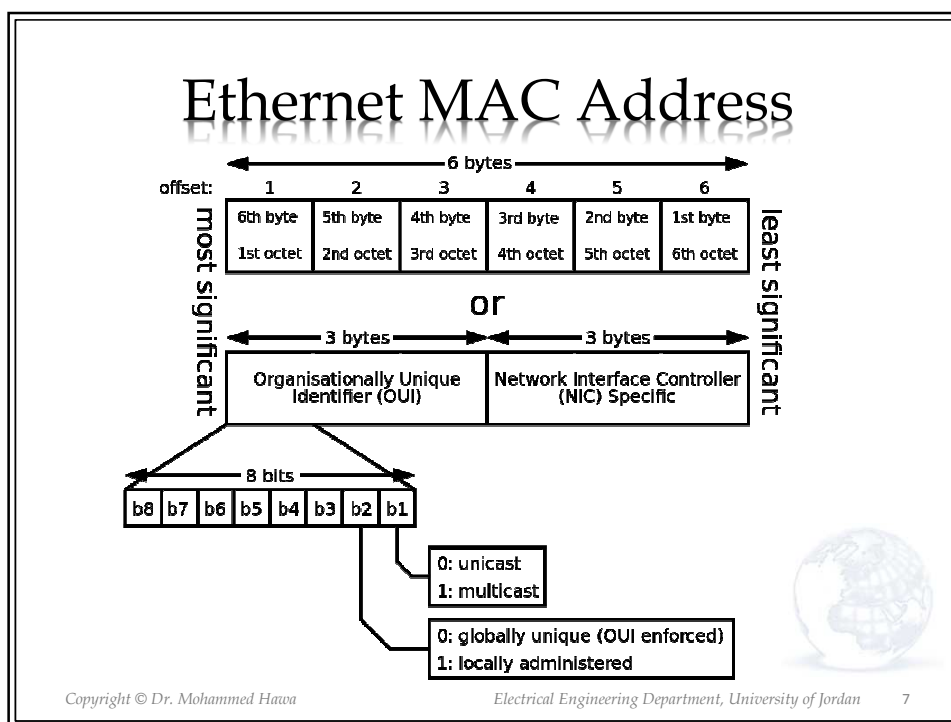 Ethernet MAC Address
6 bytes
offset: 1 2 3 4 5 6
most significant
6th byte 5th byte 4th byte 3rd byte 2nd byte 1st byte
1st octet 2nd octet 3rd octet 4th octet 5th octet 6th octet
least significant
or
3 bytes 3 bytes
Organisationally Unique
Identifier (OUI)
Network Interface Controller
(NIC) Specific
8 bits
b8 b7 b6 b5 b4 b3 b2 b1
0: unicast
1: multicast
0: globally unique (OUI enforced)
1: locally administered
Copyright © Dr. Mohammed Hawa Electrical Engineering Department, University of Jordan 7